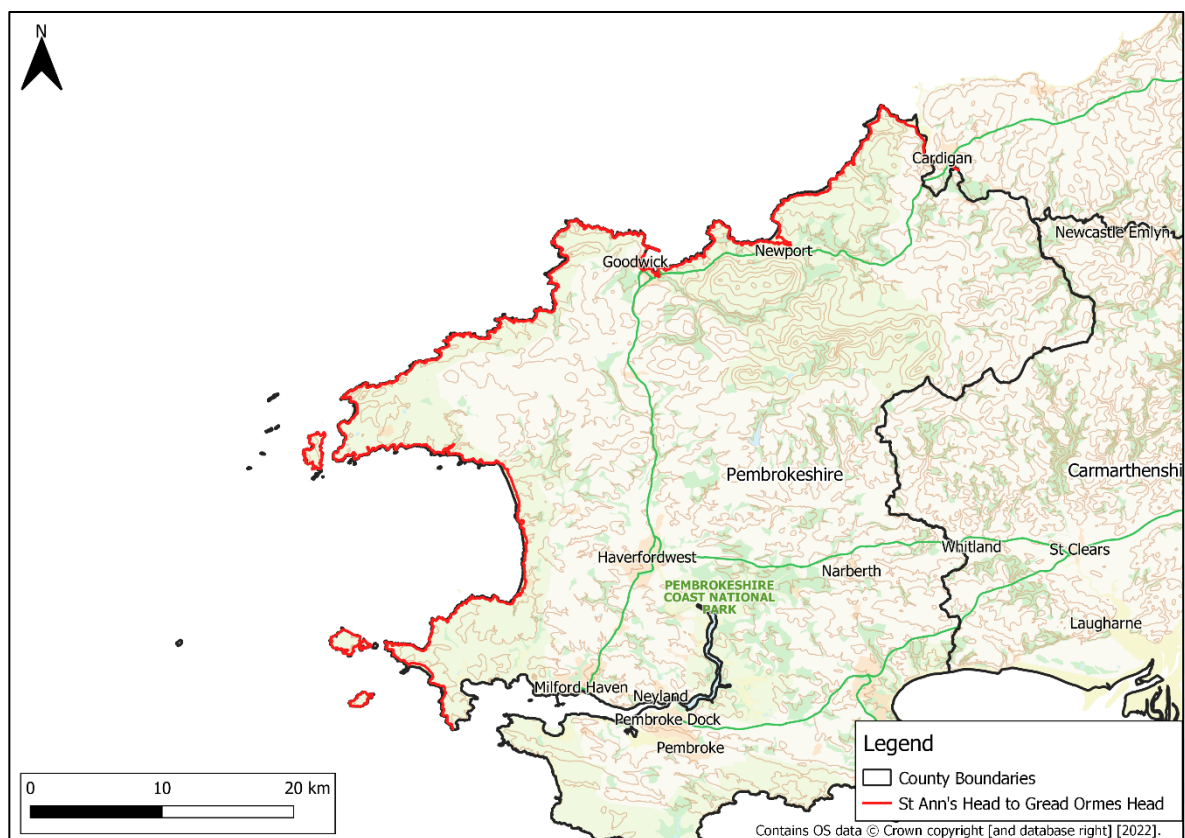 N
Cardigan
Newcastle Emlyn
Goodwick
Newport
Pembrokeshire
Carmarthenshi
Haverfordwest
Whitland
St Clears
Narberth
PEMBROKESHIRE
COAST NATIONAL
PARK
Laugharne
Milford Haven
Neyland
Pembroke Dock
Pembroke
Legend
County Boundaries
St Ann's Head to Gread Ormes Head
0 10 20 km
Contains OS data © Crown copyright [and database right] [2022].